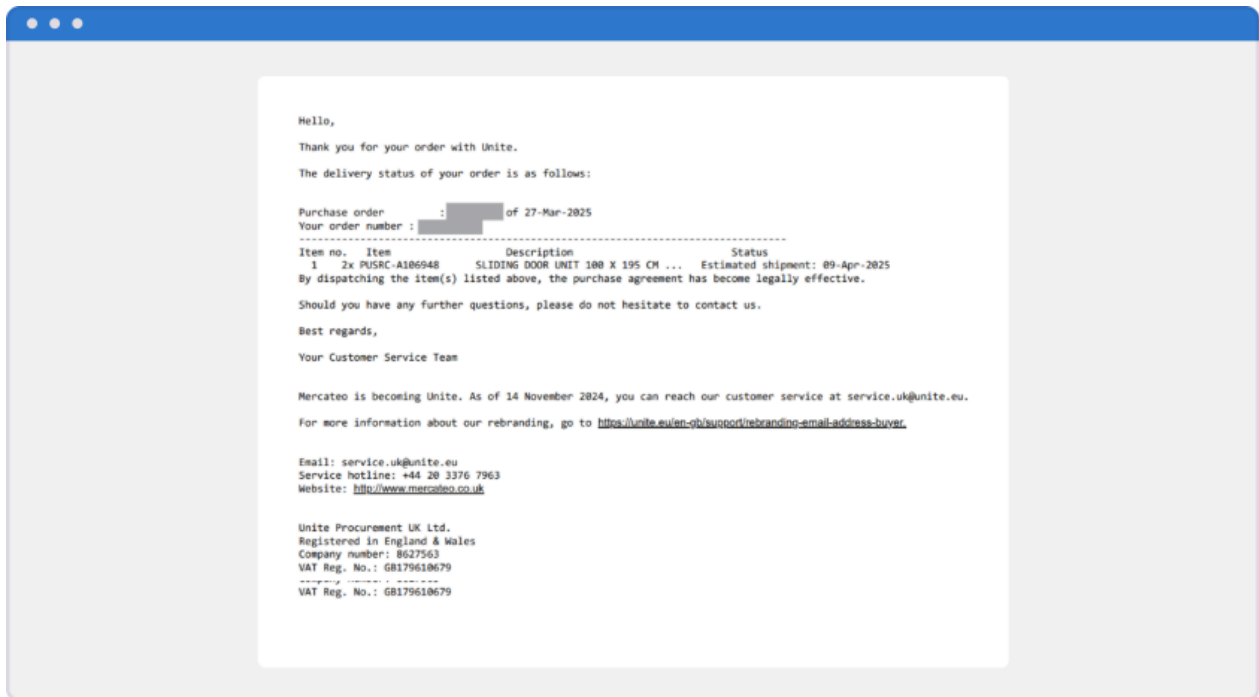 Hello,
Thank you for your order with Unite.
The delivery status of your order is as follows:
Purchase order : of 27-Mar-2025
Your order number :
--------------------------------------------------------------------------------
Item no. Item Description Status
1 2x PUSRC-A106948 SLIDING DOOR UNIT 100 X 195 CM ... Estimated shipment: 09-Apr-2025
By dispatching the item(s) listed above, the purchase agreement has become legally effective.
Should you have any further questions, please do not hesitate to contact us.
Best regards,
Your Customer Service Team
Mercateo is becoming Unite. As of 14 November 2024, you can reach our customer service at service.uk@unite.eu.
For more information about our rebranding, go to https://unite.eu/en-gb/support/rebranding-email-address-buyer.
Email: service.uk@unite.eu
Service hotline: +44 20 3376 7963
Website: http://www.mercateo.co.uk
Unite Procurement UK Ltd.
Registered in England & Wales
Company number: 8627563
VAT Reg. No.: GB179610679
VAT Reg. No.: GB179610679